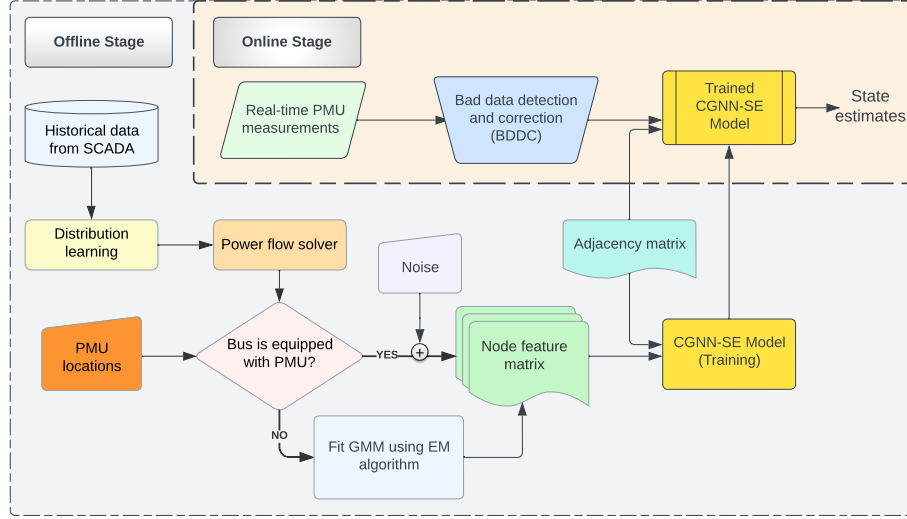 Offline Stage
Online Stage
Real-time PMU
measurements
Bad data detection
and correction
(BDDC)
Trained
CGNN-SE
Model
State
estimates
Historical data
from SCADA
Distribution
learning
Power flow solver
Noise
Adjacency matrix
PMU
locations
Bus is equipped
with PMU?
YES
+
Node feature
matrix
CGNN-SE Model
(Training)
NO
Fit GMM using EM
algorithm